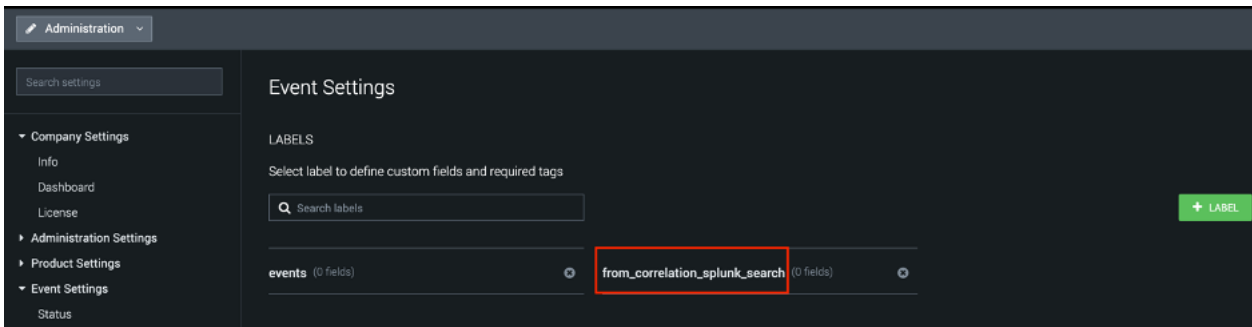 Administration
Search settings
Company Settings
Info
Dashboard
License
Administration Settings
Product Settings
Event Settings
Status
Event Settings
LABELS
Select label to define custom fields and required tags
Search labels
+ LABEL
events (0 fields)
from_correlation_splunk_search (0 fields)